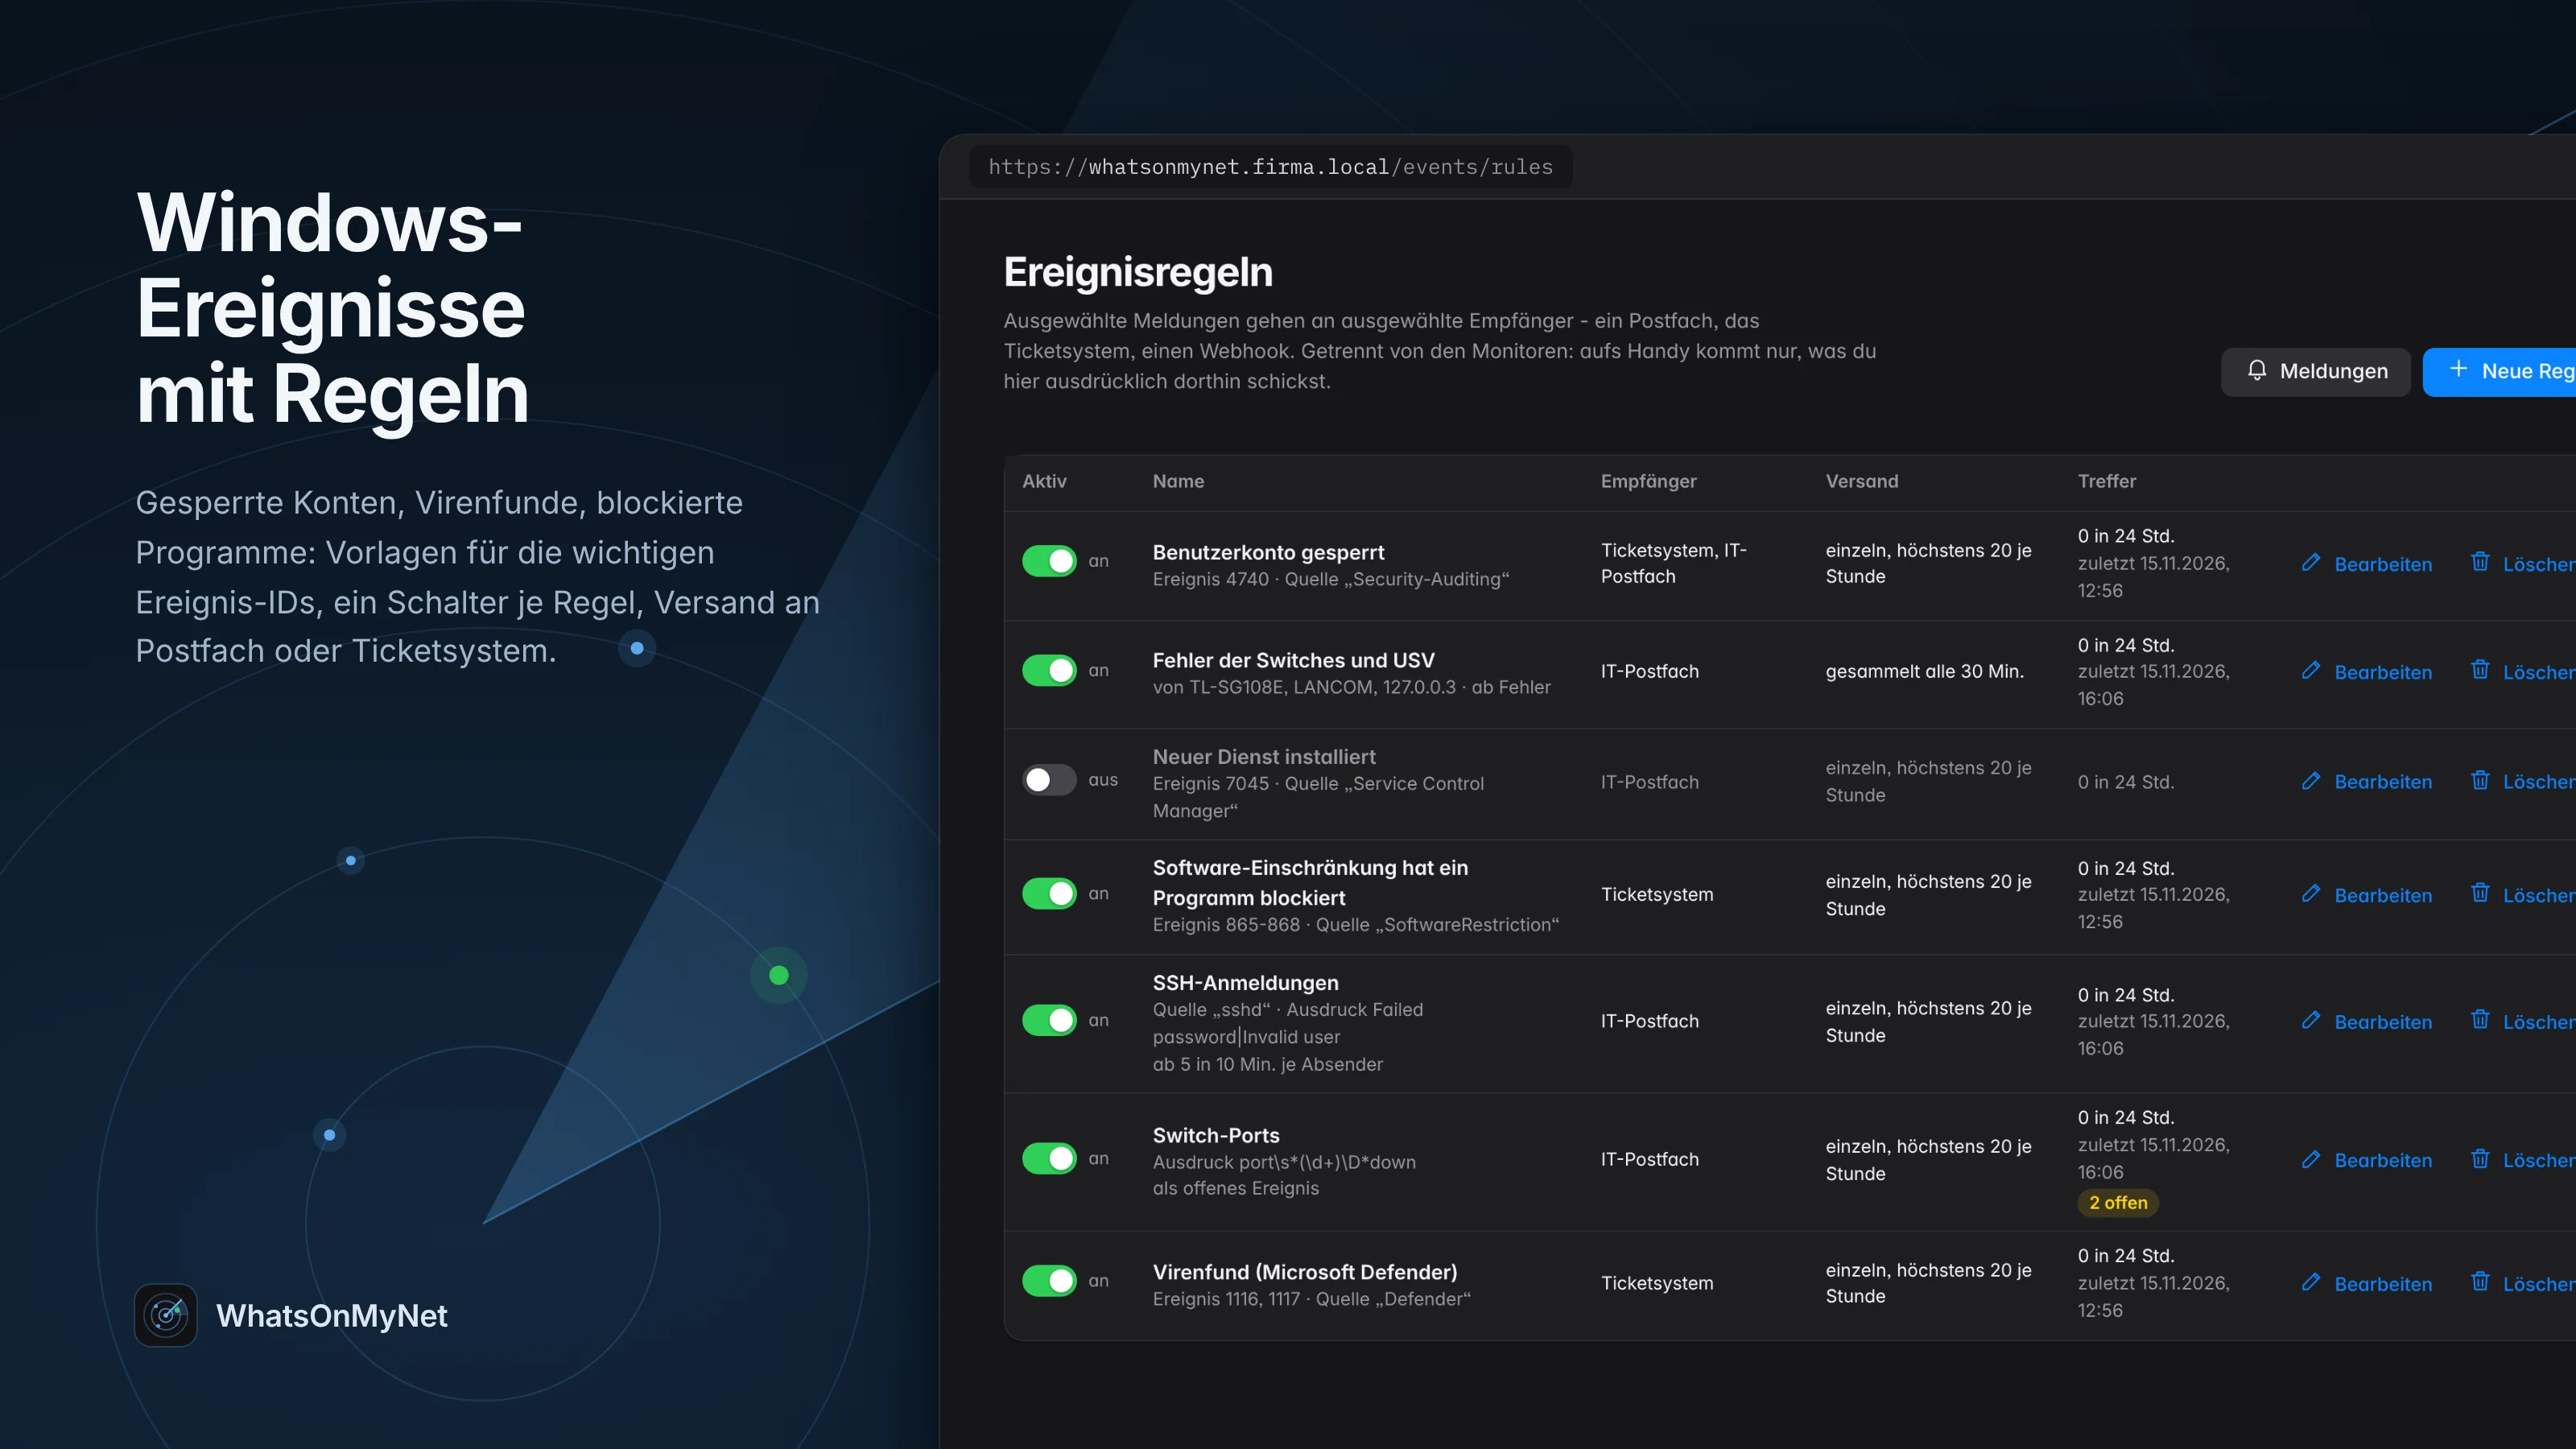 Windows-
Ereignisse
mit Regeln
Gesperrte Konten, Virenfunde, blockierte
Programme: Vorlagen für die wichtigen
Ereignis-IDs, ein Schalter je Regel, Versand an
Postfach oder Ticketsystem.
WhatsOnMyNet
https://whatsonmynet.firma.local/events/rules
Ereignisregeln
Ausgewählte Meldungen gehen an ausgewählte Empfänger - ein Postfach, das
Ticketsystem, einen Webhook. Getrennt von den Monitoren: aufs Handy kommt nur, was du
hier ausdrücklich dorthin schickst.
Meldungen
Neue Reg
Aktiv Name Empfänger Versand Treffer
an
Benutzerkonto gesperrt
Ereignis 4740 · Quelle „Security-Auditing“
Ticketsystem, IT-
Postfach
einzeln, höchstens 20 je
Stunde
0 in 24 Std.
zuletzt 15.11.2026,
12:56
Bearbeiten
Löschen
an
Fehler der Switches und USV
von TL-SG108E, LANCOM, 127.0.0.3 · ab Fehler
IT-Postfach
gesammelt alle 30 Min.
0 in 24 Std.
zuletzt 15.11.2026,
16:06
Bearbeiten
Löschen
aus
Neuer Dienst installiert
Ereignis 7045 · Quelle „Service Control
Manager“
IT-Postfach
einzeln, höchstens 20 je
Stunde
0 in 24 Std.
Bearbeiten
Löschen
an
Software-Einschränkung hat ein
Programm blockiert
Ereignis 865-868 · Quelle „SoftwareRestriction“
Ticketsystem
einzeln, höchstens 20 je
Stunde
0 in 24 Std.
zuletzt 15.11.2026,
12:56
Bearbeiten
Löschen
an
SSH-Anmeldungen
Quelle „sshd“ · Ausdruck Failed
password|Invalid user
ab 5 in 10 Min. je Absender
IT-Postfach
einzeln, höchstens 20 je
Stunde
0 in 24 Std.
zuletzt 15.11.2026,
16:06
Bearbeiten
Löschen
an
Switch-Ports
Ausdruck port\s*(\d+)\D*down
als offenes Ereignis
IT-Postfach
einzeln, höchstens 20 je
Stunde
0 in 24 Std.
zuletzt 15.11.2026,
16:06
2 offen
Bearbeiten
Löschen
an
Virenfund (Microsoft Defender)
Ereignis 1116, 1117 · Quelle „Defender“
Ticketsystem
einzeln, höchstens 20 je
Stunde
0 in 24 Std.
zuletzt 15.11.2026,
12:56
Bearbeiten
Löschen